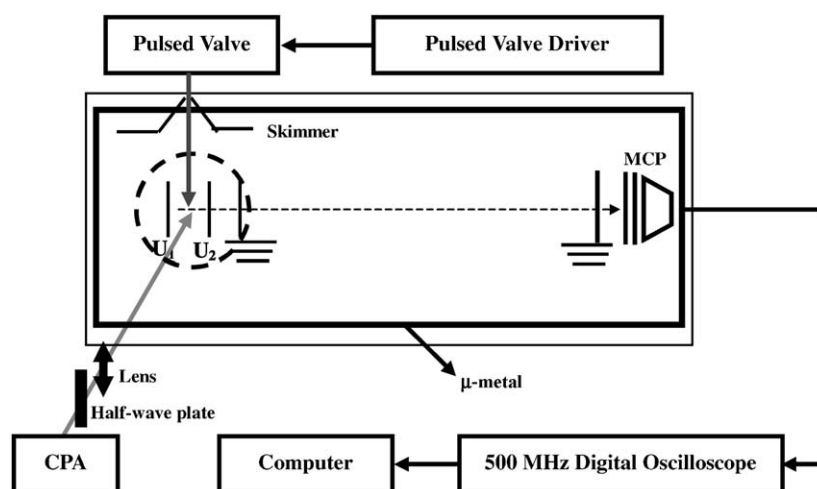 Pulsed Valve
Pulsed Valve Driver
Skimmer
MCP
U₁
U₂
μ-metal
Lens
Half-wave plate
CPA
Computer
500 MHz Digital Oscilloscope